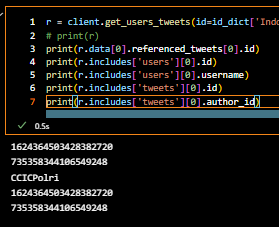 1 r = client.get_users_tweets(id=id_dict['Indo
2 # print(r)
3 print(r.data[0].referenced_tweets[0].id)
4 print(r.includes['users'][0].id)
5 print(r.includes['users'][0].username)
6 print(r.includes['tweets'][0].id)
7 print(r.includes['tweets'][0].author_id)
0.5s
1624364503428382720
735358344106549248
CCICPolri
1624364503428382720
735358344106549248